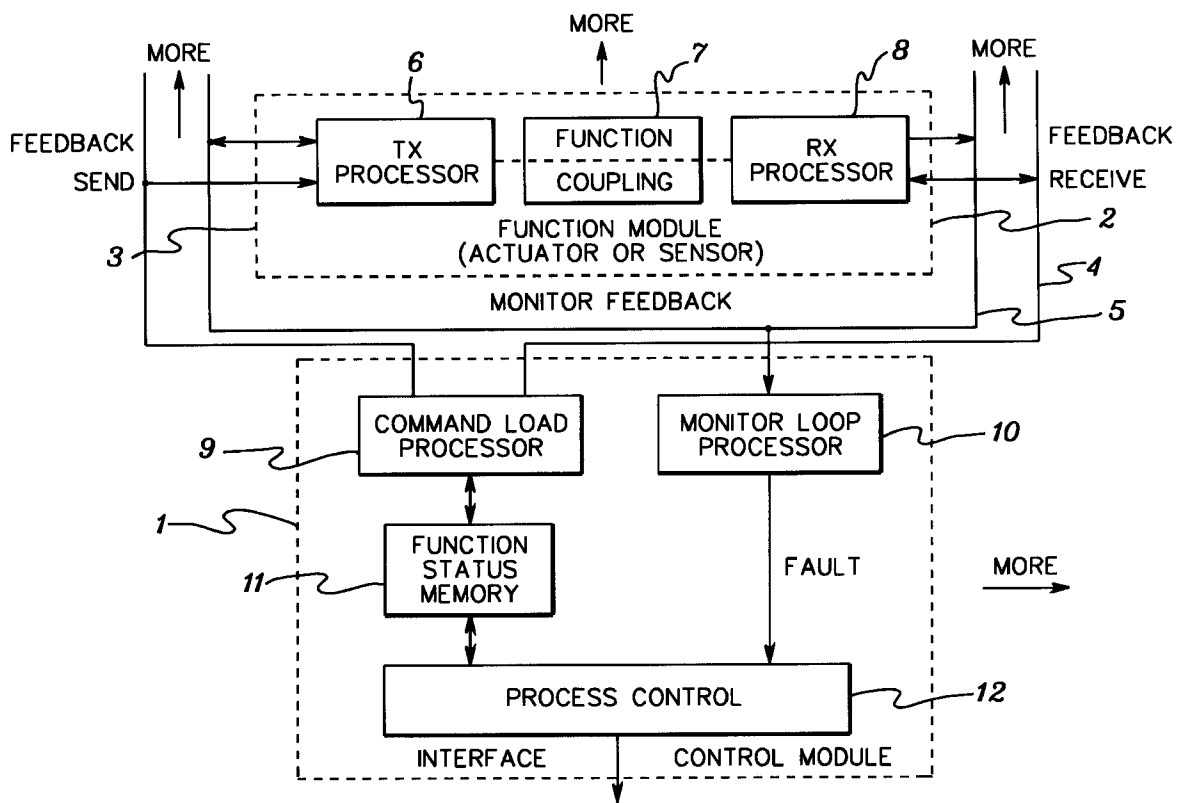 MORE
MORE
MORE
6
7
8
FEEDBACK
TX
PROCESSOR
FUNCTION
COUPLING
RX
PROCESSOR
FEEDBACK
SEND
RECEIVE
3
FUNCTION MODULE
(ACTUATOR OR SENSOR)
2
4
MONITOR FEEDBACK
5
COMMAND LOAD
PROCESSOR
MONITOR LOOP
PROCESSOR
9
10
1
FUNCTION
STATUS
MEMORY
11
FAULT
MORE
PROCESS CONTROL
12
INTERFACE
CONTROL MODULE